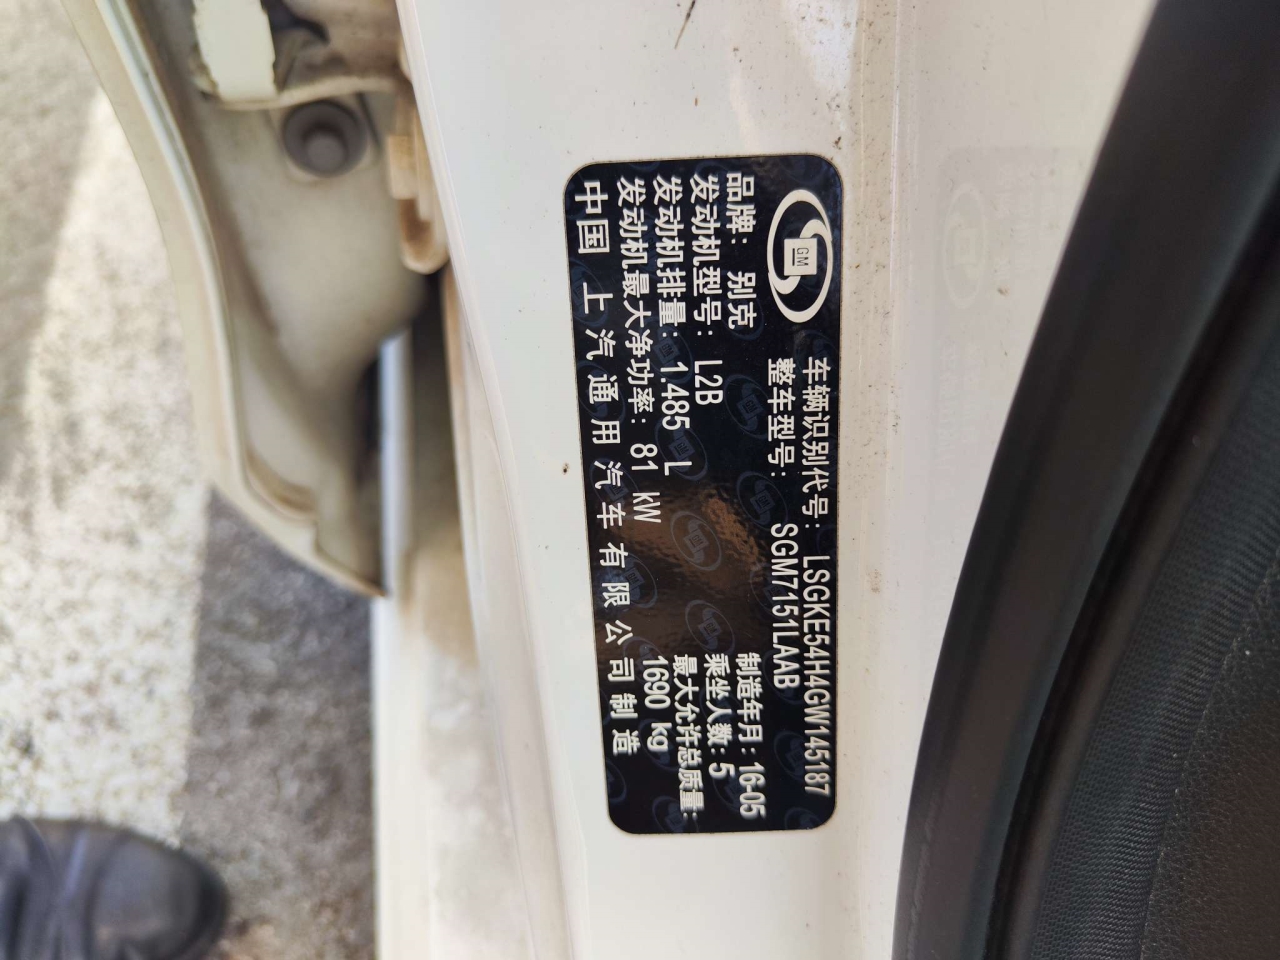 GM
车辆识别代号: LSGKE54H4GW145187
整车型号: SGM7151LAAB
品牌: 别克
制造年月: 16-05
发动机型号: L2B
乘坐人数: 5
发动机排量: 1.485 L
最大允许总质量:
发动机最大净功率: 81 kW
1690 kg
中国 上汽通用汽车有限公司制造